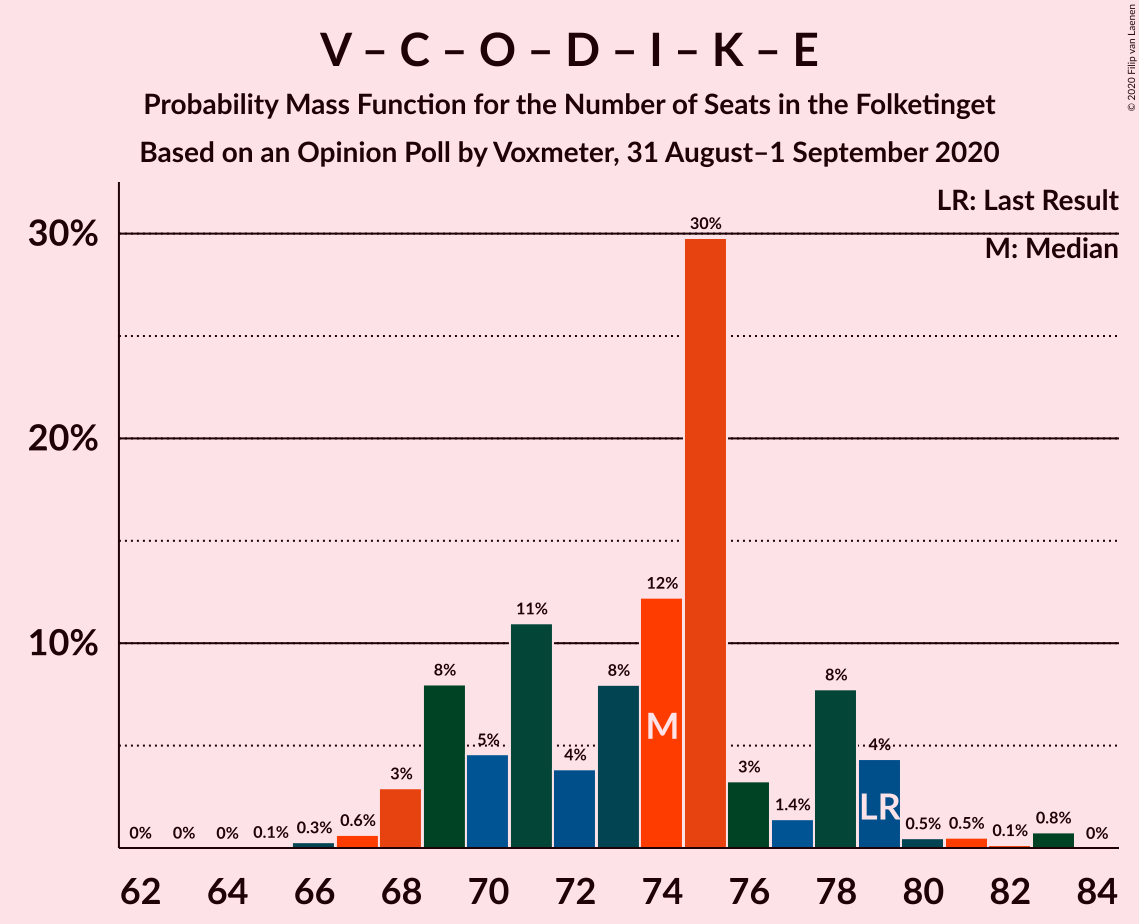 V – C – O – D – I – K – E
Probability Mass Function for the Number of Seats in the Folketinget
Based on an Opinion Poll by Voxmeter, 31 August–1 September 2020
© 2020 Filip van Laenen
LR: Last Result
M: Median
30%
20%
10%
0%
0%
0%
0.1%
0.3%
0.6%
3%
8%
5%
11%
4%
8%
12%
30%
3%
1.4%
8%
4%
0.5%
0.5%
0.1%
0.8%
0%
M
LR
62 64 66 68 70 72 74 76 78 80 82 84